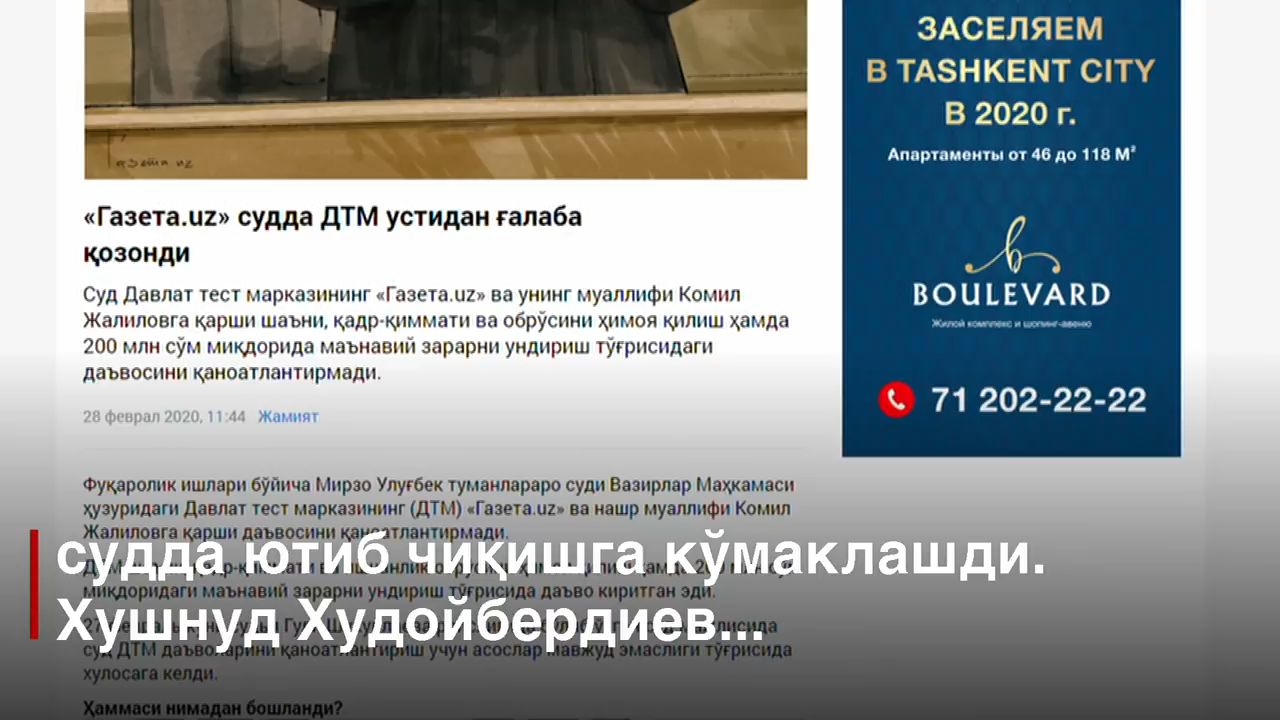 ЗАСЕЛЯЕМ
В TASHKENT CITY
В 2020 г.
Апартаменты от 46 до 118 М²
BOULEVARD
Жилой комплекс и шопинг-авеню
71 202-22-22
«Газета.uz» судда ДТМ устидан ғалаба
қозонди
Суд Давлат тест марказининг «Газета.uz» ва унинг муаллифи Комил
Жалиловга қарши шаъни, қадр-қиммати ва обрўсини ҳимоя қилиш ҳамда
200 млн сўм миқдорида маънавий зарарни ундириш тўғрисидаги
даъвосини қаноатлантирмади.
28 феврал 2020, 11:44 Жамият
Фуқаролик ишлари бўйича Мирзо Улуғбек туманлараро суди Вазирлар Маҳкамаси
ҳузуридаги Давлат тест марказининг (ДТМ) «Газета.uz» ва нашр муаллифи Комил
Жалиловга қарши даъвосини қаноатлантирмади.
миқдоридаги маънавий зарарни ундириш тўғрисида даъво киритган эди.
суд ДТМ даъволарини қаноатлантириш учун асослар мавжуд эмаслиги тўғрисида
хулосага келди.
Ҳаммаси нимадан бошланди?
судда ютиб чиқишга кўмаклашди.
Хушнуд Худойбердиев...